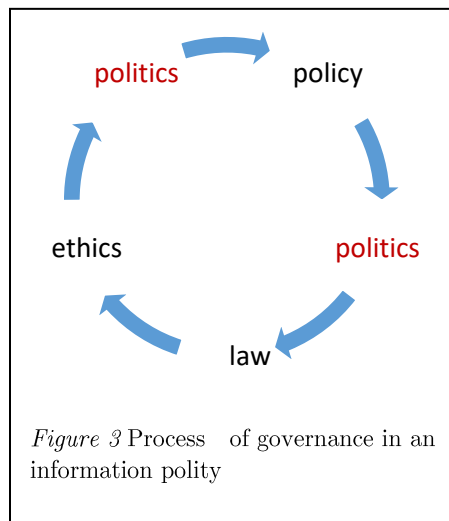 politics
policy
ethics
politics
law
Figure 3 Process of governance in an
information polity